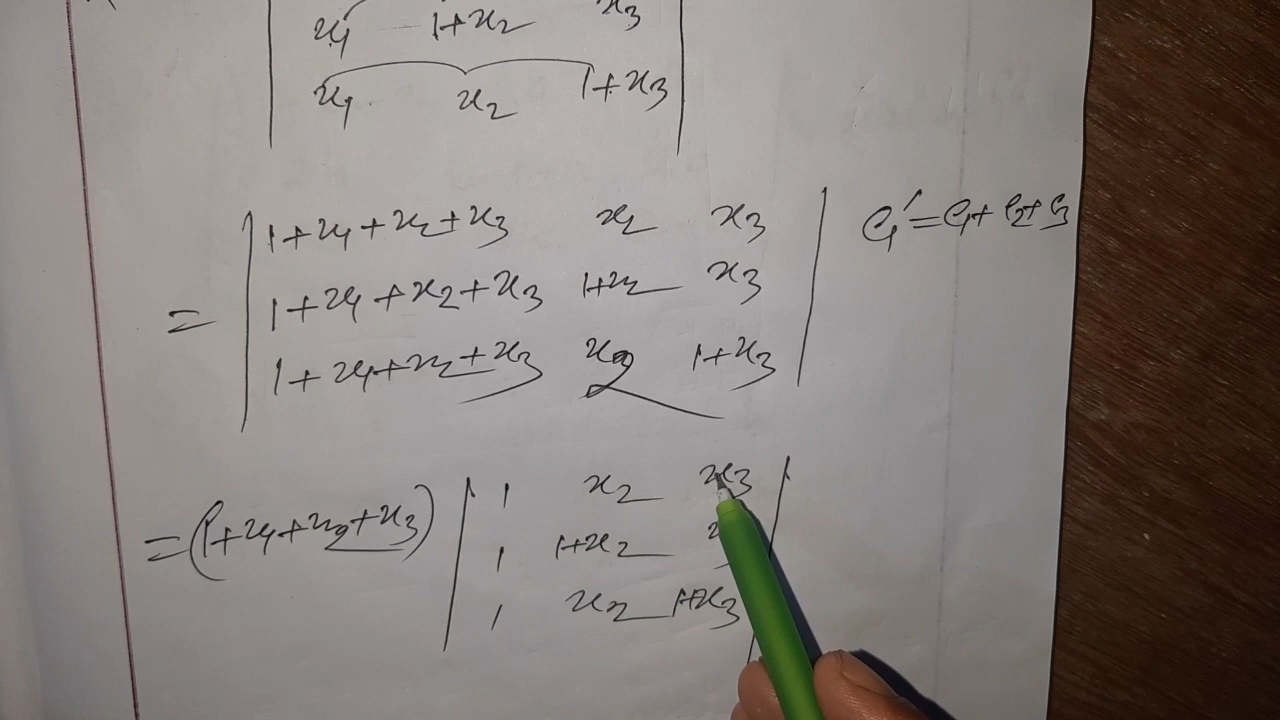 x₁ 1+x₂ x₃
x₁ x₂ 1+x₃
1+x₁+x₂+x₃ x₂ x₃ C₁′=C₁+C₂+C₃
= 1+x₁+x₂+x₃ 1+x₂ x₃
1+x₁+x₂+x₃ x₂ 1+x₃
1 x₂ x₃
=(1+x₁+x₂+x₃) 1 1+x₂
1 x₂ 1+x₃